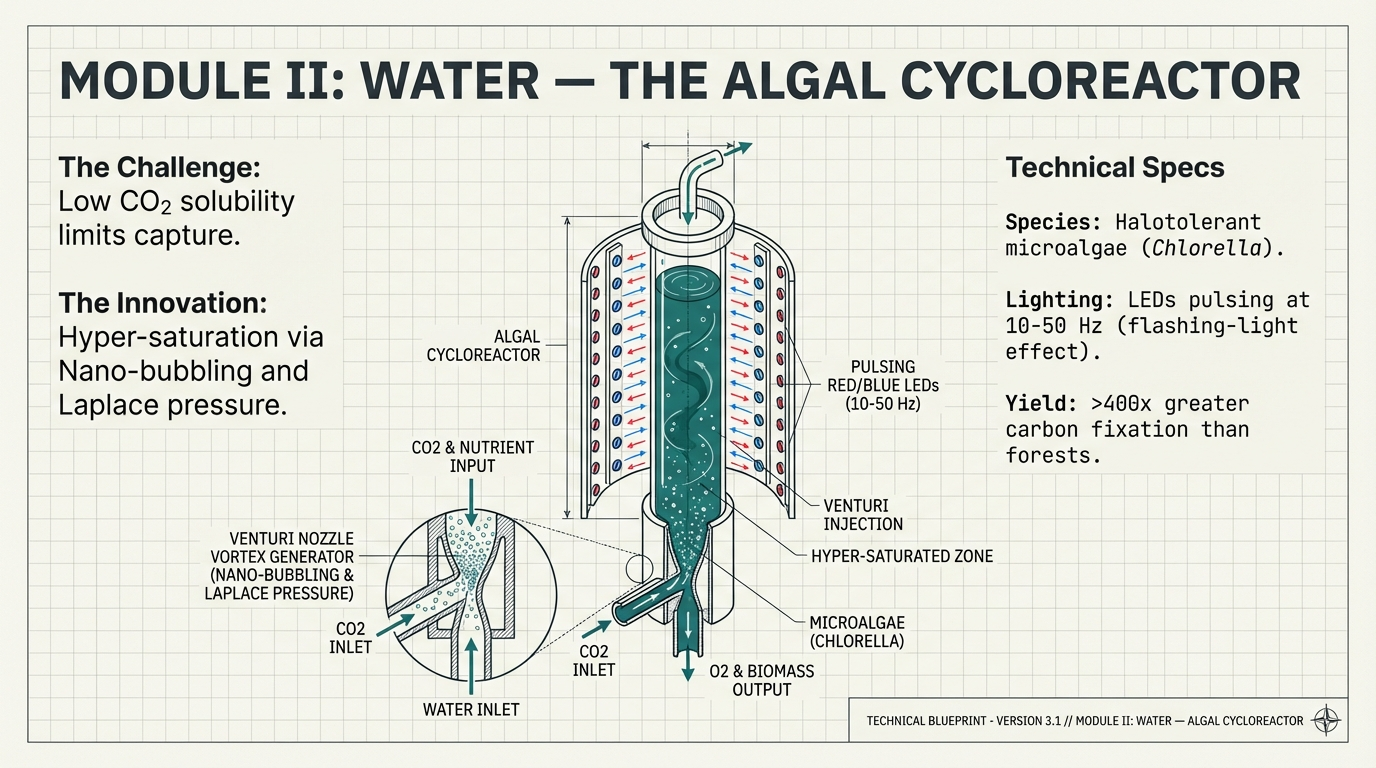 MODULE II: WATER — THE ALGAL CYCLOREACTOR
The Challenge:
Low CO₂ solubility
limits capture.
The Innovation:
Hyper-saturation via
Nano-bubbling and
Laplace pressure.
ALGAL
CYCLOREACTOR
PULSING
RED/BLUE LEDs
(10-50 Hz)
CO2 & NUTRIENT
INPUT
VENTURI NOZZLE
VORTEX GENERATOR
(NANO-BUBBLING &
LAPLACE PRESSURE)
CO2
INLET
WATER INLET
CO2
INLET
VENTURI
INJECTION
HYPER-SATURATED ZONE
MICROALGAE
(CHLORELLA)
O2 & BIOMASS
OUTPUT
Technical Specs
Species: Halotolerant
microalgae (Chlorella).
Lighting: LEDs pulsing at
10-50 Hz (flashing-light
effect).
Yield: >400x greater
carbon fixation than
forests.
TECHNICAL BLUEPRINT - VERSION 3.1 // MODULE II: WATER — ALGAL CYCLOREACTOR